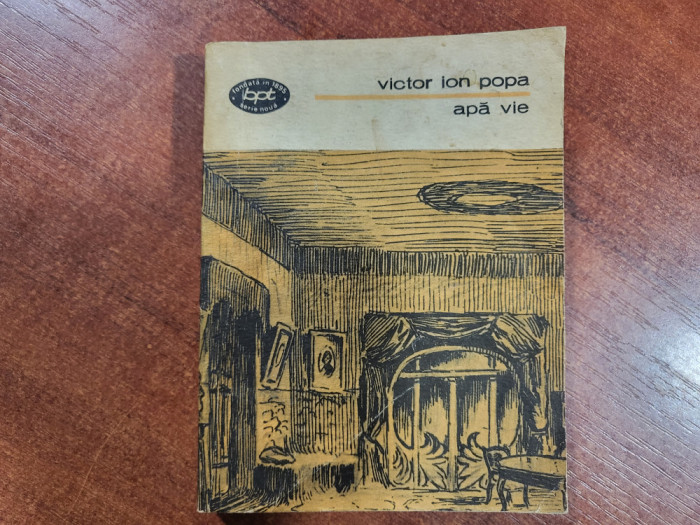 fondată în 1895
bpt
serie nouă
victor ion popa
apă vie